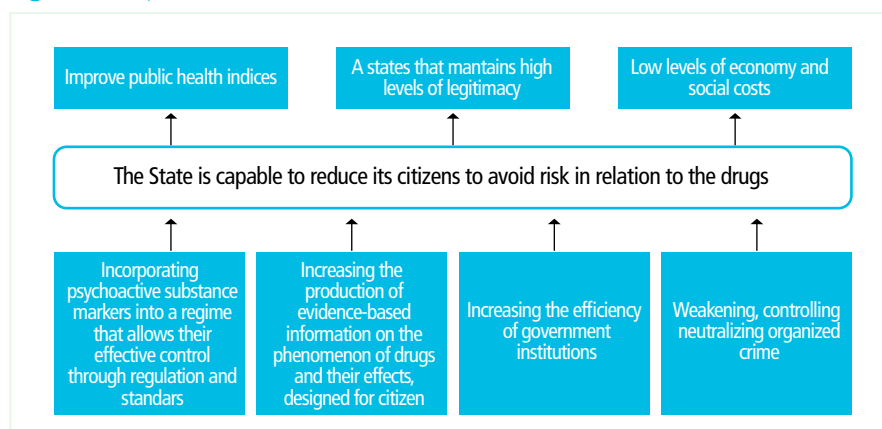 Improve public health indices
A states that mantains high
levels of legitimacy
Low levels of economy and
social costs
The State is capable to reduce its citizens to avoid risk in relation to the drugs
Incorporating
psychoactive substance
markers into a regime
that allows their
effective control
through regulation and
standars
Increasing the
production of
evidence-based
information on the
phenomenon of drugs
and their effects,
designed for citizen
Increasing the efficiency
of government
institutions
Weakening, controlling
neutralizing organized
crime